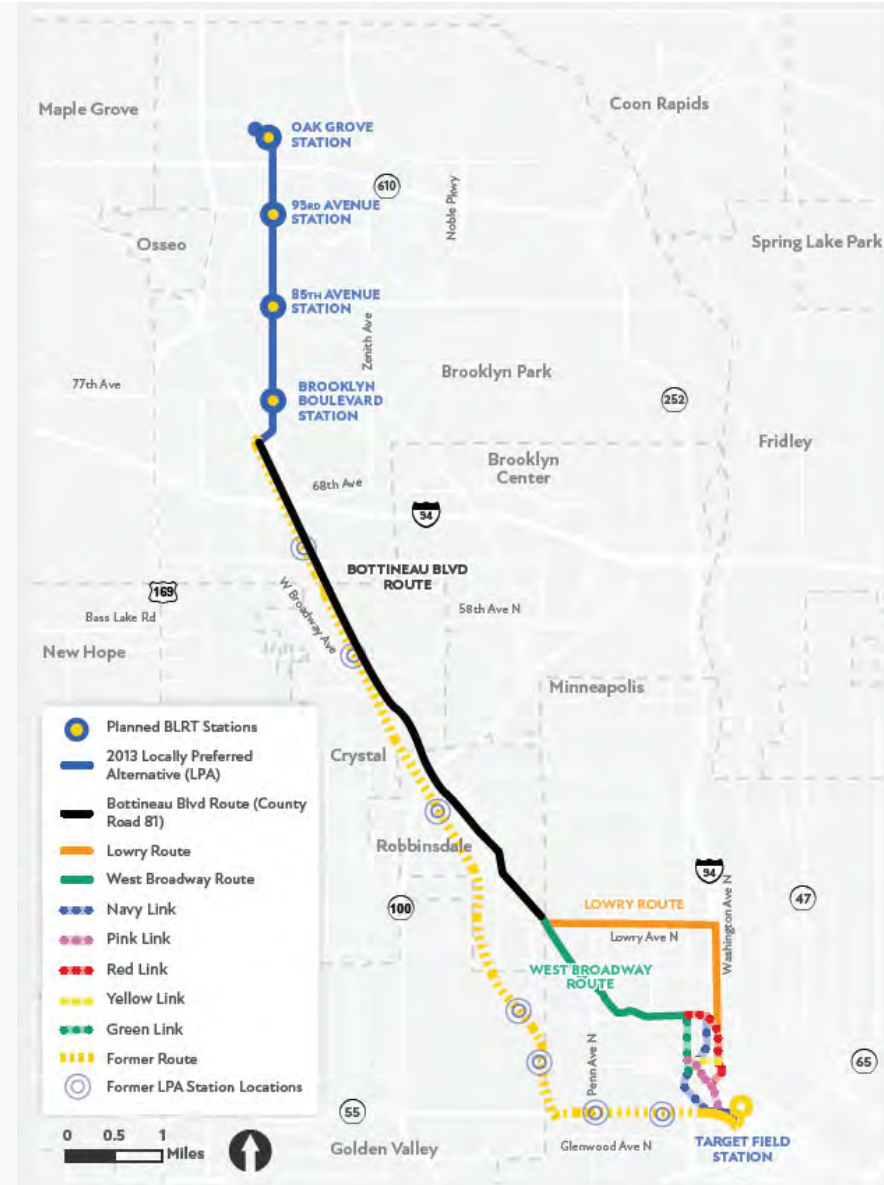 Maple Grove
Coon Rapids
OAK GROVE
STATION
610
Noble Pkwy
93RD AVENUE
STATION
Osseo
Spring Lake Park
85TH AVENUE
STATION
Zenith Ave
77th Ave
Brooklyn Park
BROOKLYN
BOULEVARD
STATION
252
Fridley
Brooklyn
Center
68th Ave
94
BOTTINEAU BLVD
ROUTE
169
W Broadway Ave
58th Ave N
Bass Lake Rd
New Hope
Minneapolis
Crystal
Robbinsdale
100
94
Washington Ave N
47
LOWRY ROUTE
Lowry Ave N
WEST BROADWAY
ROUTE
Penn Ave N
65
55
Golden Valley
Glenwood Ave N
TARGET FIELD
STATION
Planned BLRT Stations
2013 Locally Preferred
Alternative (LPA)
Bottineau Blvd Route (County
Road 81)
Lowry Route
West Broadway Route
Navy Link
Pink Link
Red Link
Yellow Link
Green Link
Former Route
Former LPA Station Locations
0 0.5 1
Miles